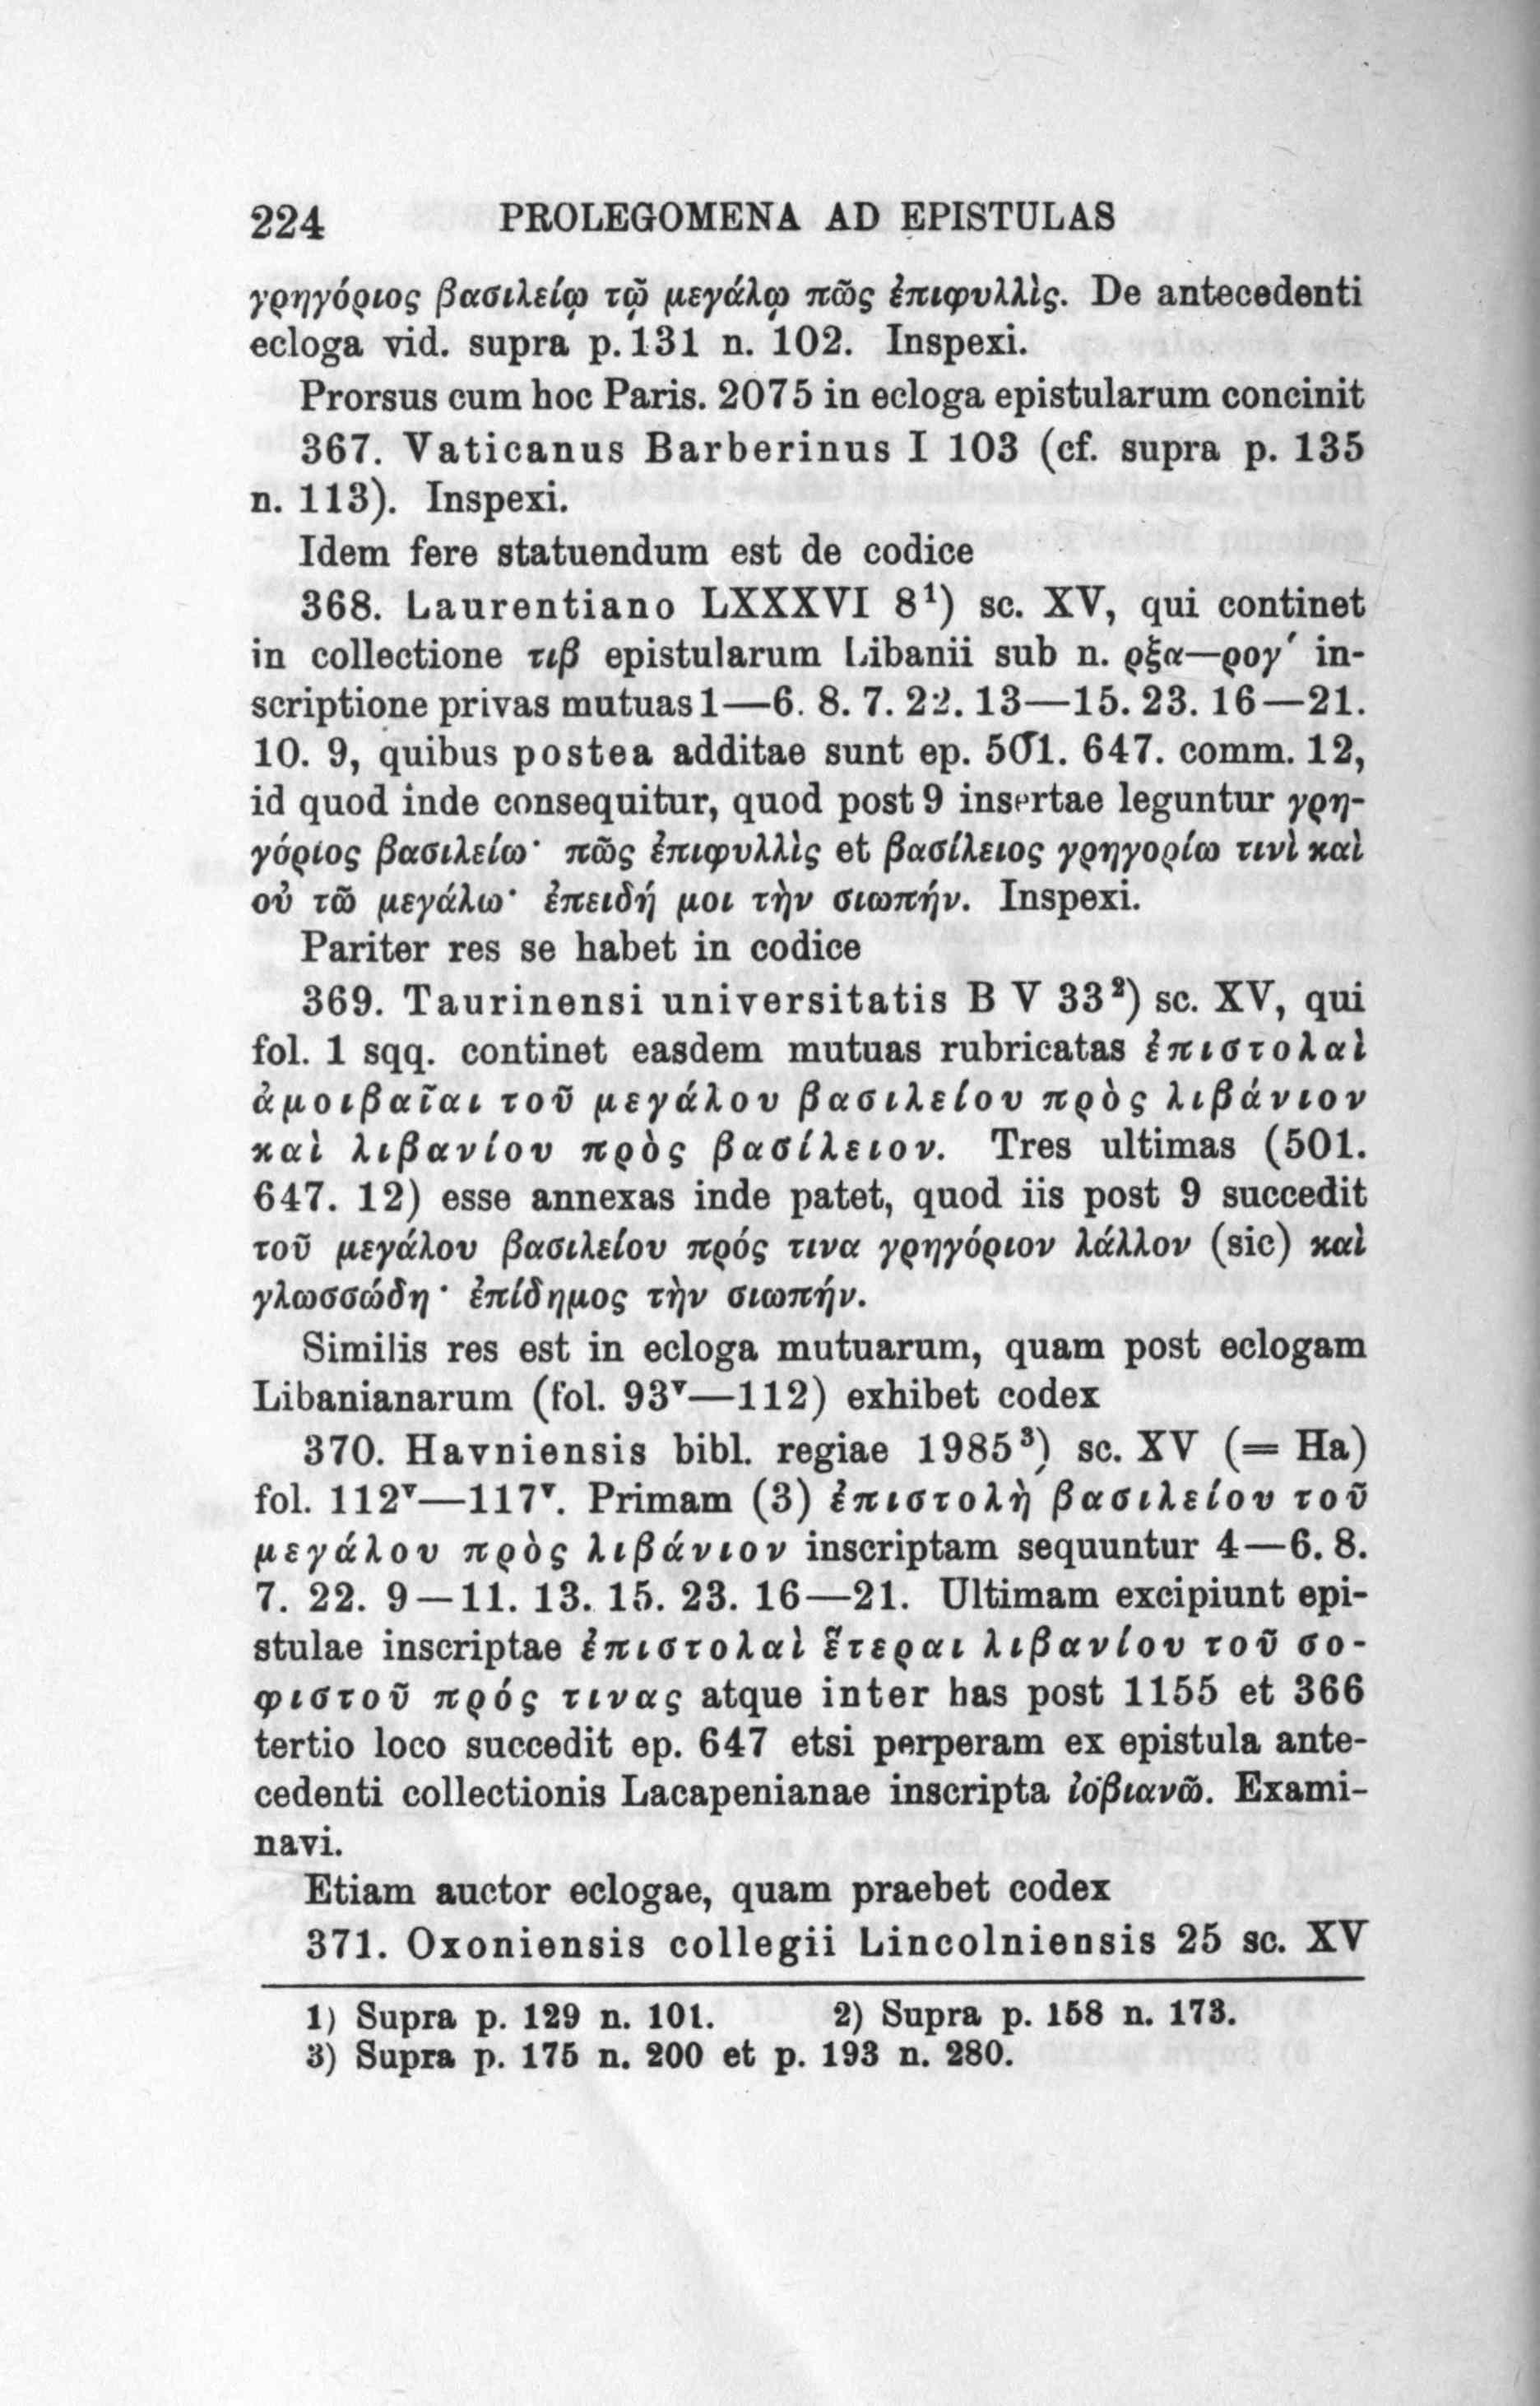 224 PROLEGOMENA AD EPISTULAS
γρηγόριος βασιλείῳ τῷ μεγάλῳ πῶς ἐπιφυλλὶς. De antecedenti
ecloga vid. supra p. 131 n. 102. Inspexi.
Prorsus cum hoc Paris. 2075 in ecloga epistularum concinit
367. Vaticanus Barberinus I 103 (cf. supra p. 135
n. 113). Inspexi.
Idem fere statuendum est de codice
368. Laurentiano LXXXVI 8¹) sc. XV, qui continet
in collectione τιβ epistularum Libanii sub n. ρξα—ρογ´ in-
scriptione privas mutuas 1—6. 8. 7. 22. 13—15. 23. 16—21.
10. 9, quibus postea additae sunt ep. 501. 647. comm. 12,
id quod inde consequitur, quod post 9 insertae leguntur γρη-
γόριος βασιλείω· πῶς ἐπιφυλλὶς et βασίλειος γρηγορίω τινὶ καὶ
οὐ τῶ μεγάλω· ἐπειδή μοι τὴν σιωπήν. Inspexi.
Pariter res se habet in codice
369. Taurinensi universitatis B V 33²) sc. XV, qui
fol. 1 sqq. continet easdem mutuas rubricatas ἐπιστολαὶ
ἀμοιβαῖαι τοῦ μεγάλου βασιλείου πρὸς λιβάνιον
καὶ λιβανίου πρὸς βασίλειον. Tres ultimas (501.
647. 12) esse annexas inde patet, quod iis post 9 succedit
τοῦ μεγάλου βασιλείου πρός τινα γρηγόριον λάλλον (sic) καὶ
γλωσσώδη· ἐπίδημος τὴν σιωπήν.
Similis res est in ecloga mutuarum, quam post eclogam
Libanianarum (fol. 93ᵛ—112) exhibet codex
370. Havniensis bibl. regiae 1985³) sc. XV (= Ha)
fol. 112ᵛ—117ᵛ. Primam (3) ἐπιστολὴ βασιλείου τοῦ
μεγάλου πρὸς λιβάνιον inscriptam sequuntur 4—6. 8.
7. 22. 9—11. 13. 15. 23. 16—21. Ultimam excipiunt epi-
stulae inscriptae ἐπιστολαὶ ἕτεραι λιβανίου τοῦ σο-
φιστοῦ πρός τινας atque inter has post 1155 et 366
tertio loco succedit ep. 647 etsi perperam ex epistula ante-
cedenti collectionis Lacapenianae inscripta ἰοβιανῶ. Exami-
navi.
Etiam auctor eclogae, quam praebet codex
371. Oxoniensis collegii Lincolniensis 25 sc. XV
1) Supra p. 129 n. 101. 2) Supra p. 158 n. 173.
3) Supra p. 175 n. 200 et p. 193 n. 280.